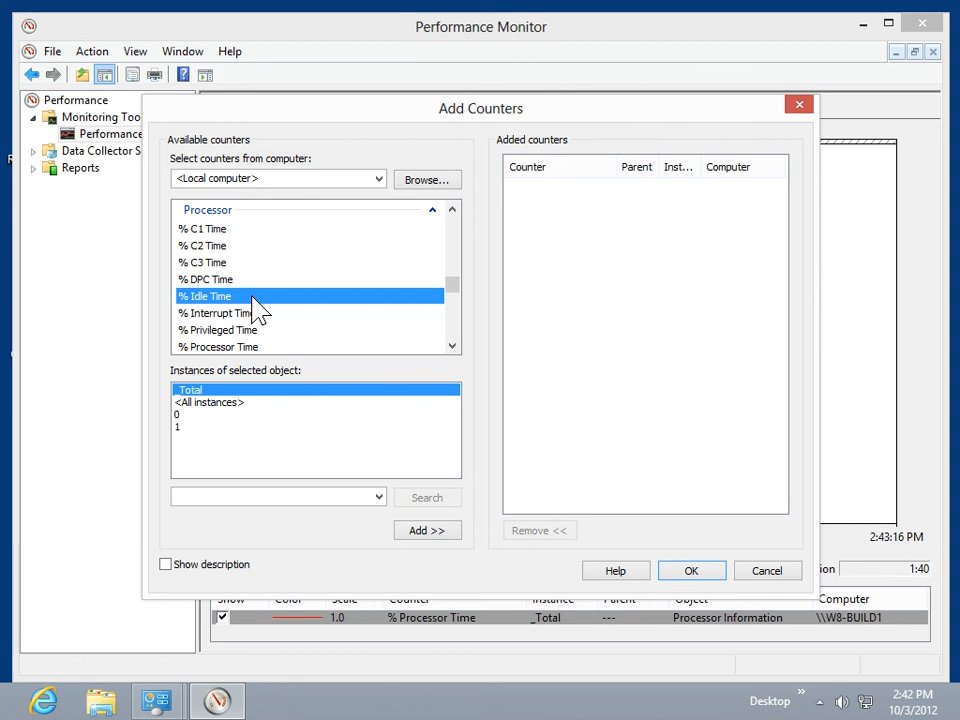 Performance Monitor
File Action View Window Help
Performance
Monitoring Too
Performance
Data Collector S
Reports
Add Counters
Available counters
Select counters from computer:
<Local computer>
Browse...
Processor
% C1 Time
% C2 Time
% C3 Time
% DPC Time
% Idle Time
% Interrupt Time
% Privileged Time
% Processor Time
Instances of selected object:
_Total
<All instances>
0
1
Search
Add >>
Show description
Added counters
Counter Parent Inst... Computer
Remove <<
Help OK Cancel
2:43:16 PM
ion 1:40
Show Color Scale Counter Instance Parent Object Computer
1.0 % Processor Time _Total --- Processor Information \\W8-BUILD1
Desktop
2:42 PM
10/3/2012